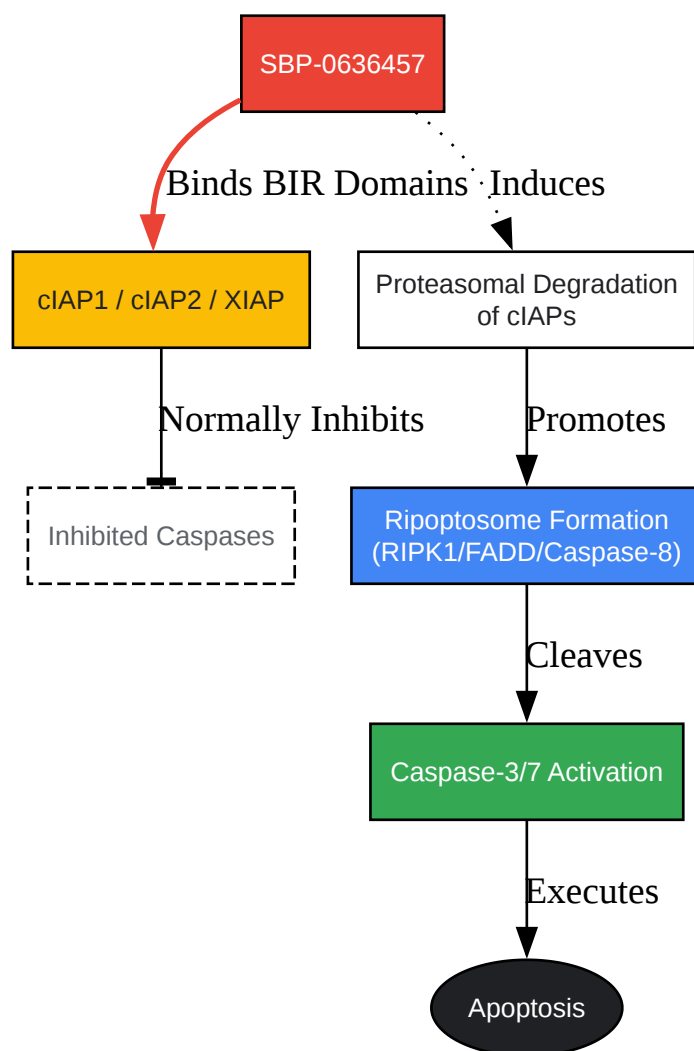 SBP-0636457
Binds BIR Domains
Induces
cIAP1 / cIAP2 / XIAP
Proteasomal Degradation
of cIAPs
Normally Inhibits
Promotes
Inhibited Caspases
Ripoptosome Formation
(RIPK1/FADD/Caspase-8)
Cleaves
Caspase-3/7 Activation
Executes
Apoptosis